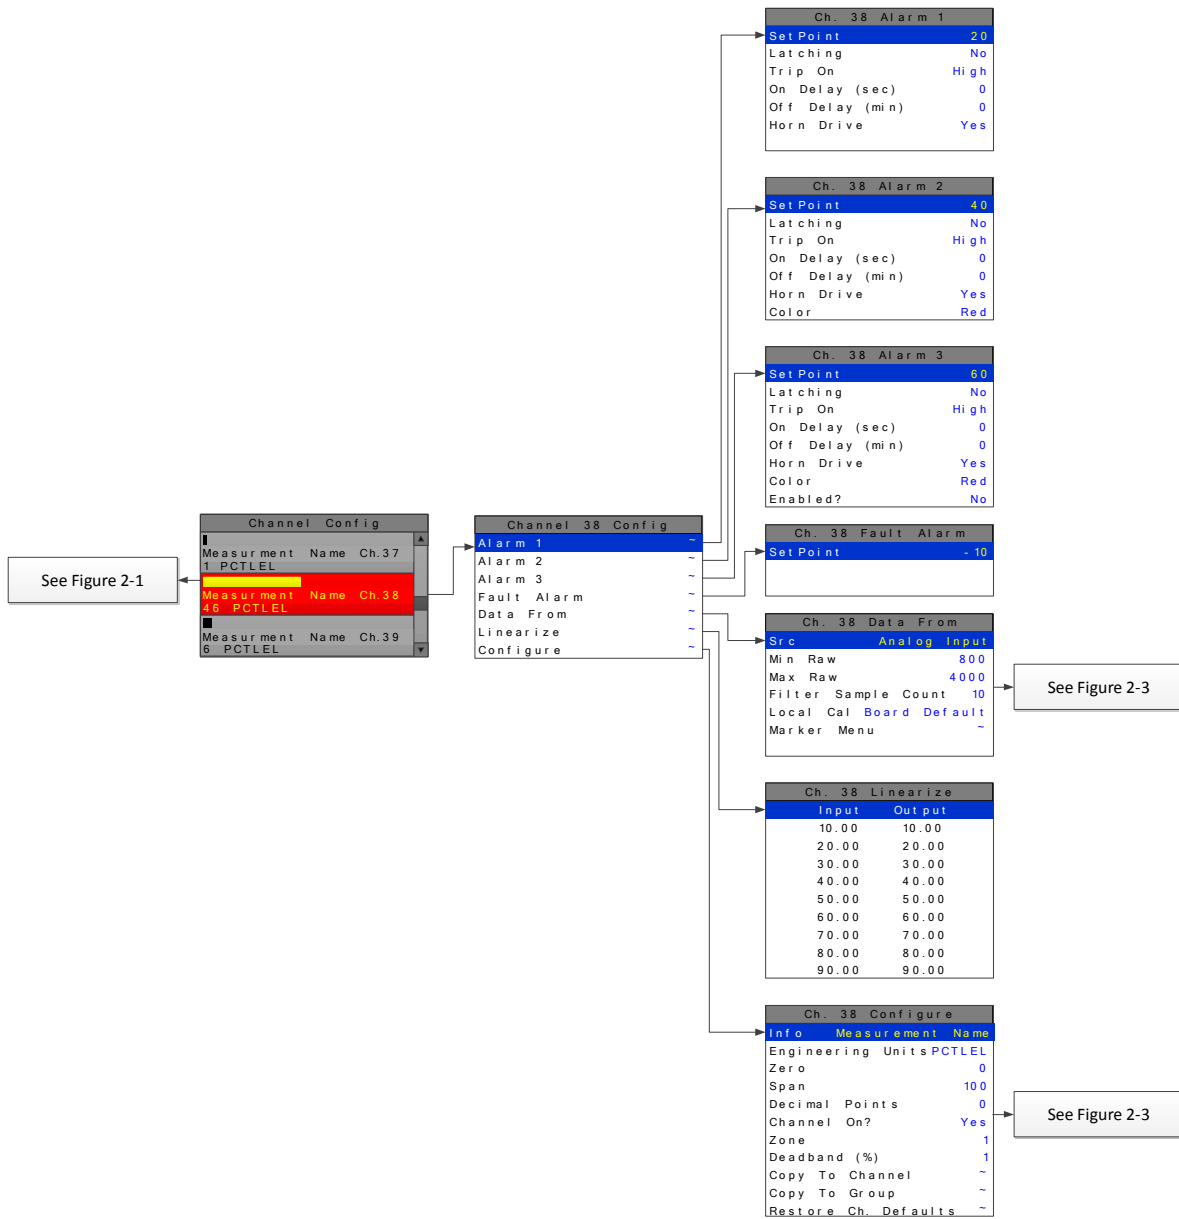 Ch. 38 Alarm 1
SetPoint 20
Latching No
Trip On High
On Delay (sec) 0
Off Delay (min) 0
Horn Drive Yes
Ch. 38 Alarm 2
SetPoint 40
Latching No
Trip On High
On Delay (sec) 0
Off Delay (min) 0
Horn Drive Yes
Color Red
Ch. 38 Alarm 3
SetPoint 60
Latching No
Trip On High
On Delay (sec) 0
Off Delay (min) 0
Horn Drive Yes
Color Red
Enabled? No
See Figure 2-1
Channel Config
Measurment Name Ch.37
1 PCTLEL
Measurment Name Ch.38
46 PCTLEL
Measurment Name Ch.39
6 PCTLEL
Channel 38 Config
Alarm 1 ~
Alarm 2 ~
Alarm 3 ~
Fault Alarm ~
Data From ~
Linearize ~
Configure ~
Ch. 38 Fault Alarm
SetPoint -10
Ch. 38 Data From
Src Analog Input
Min Raw 800
Max Raw 4000
Filter Sample Count 10
Local Cal Board Default
Marker Menu ~
See Figure 2-3
Ch. 38 Linearize
Input Output
10.00 10.00
20.00 20.00
30.00 30.00
40.00 40.00
50.00 50.00
60.00 60.00
70.00 70.00
80.00 80.00
90.00 90.00
Ch. 38 Configure
Info Measurement Name
Engineering Units PCTLEL
Zero 0
Span 100
Decimal Points 0
Channel On? Yes
Zone 1
Deadband (%) 1
Copy To Channel ~
Copy To Group ~
Restore Ch. Defaults ~
See Figure 2-3